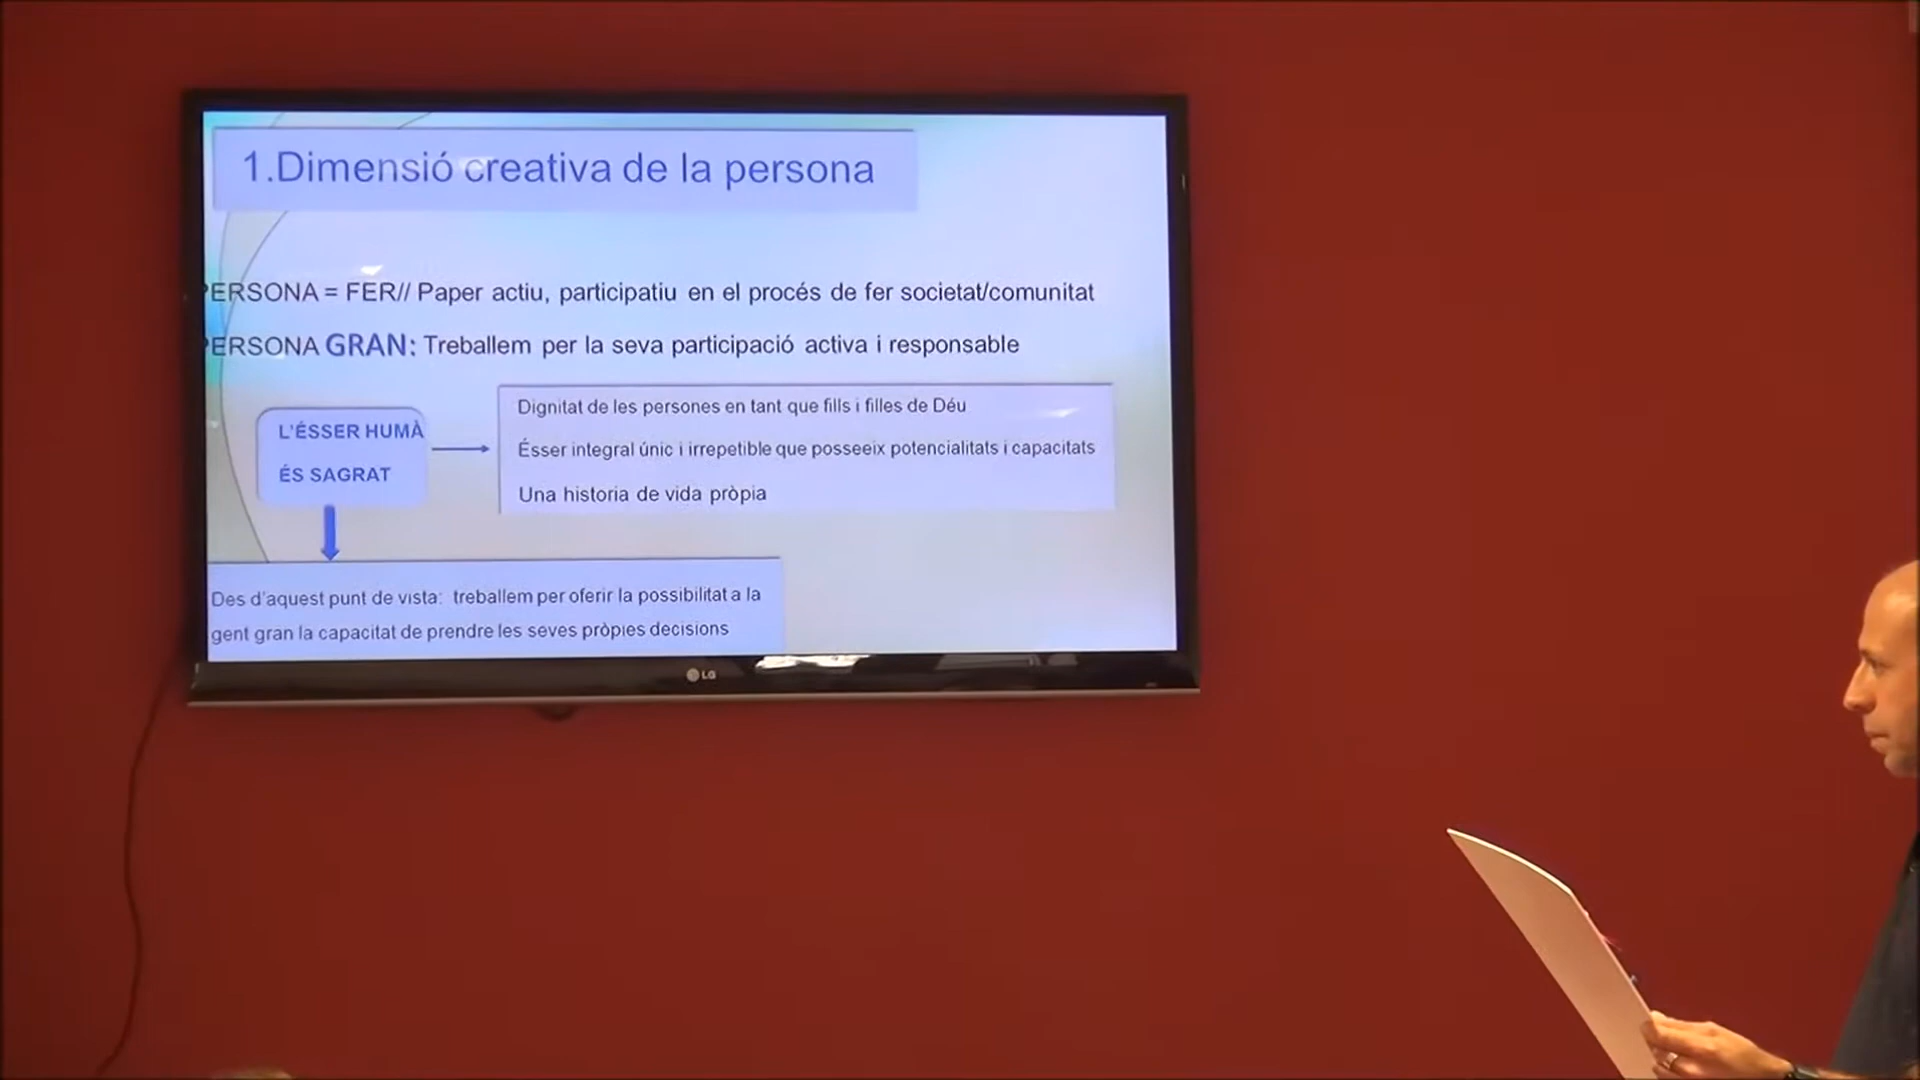 1.Dimensió creativa de la persona
PERSONA = FER// Paper actiu, participatiu en el procés de fer societat/comunitat
PERSONA GRAN: Treballem per la seva participació activa i responsable
L'ÉSSER HUMÀ
ÉS SAGRAT
Dignitat de les persones en tant que fills i filles de Déu
Ésser integral únic i irrepetible que posseeix potencialitats i capacitats
Una historia de vida pròpia
Des d'aquest punt de vista: treballem per oferir la possibilitat a la
gent gran la capacitat de prendre les seves pròpies decisions
LG